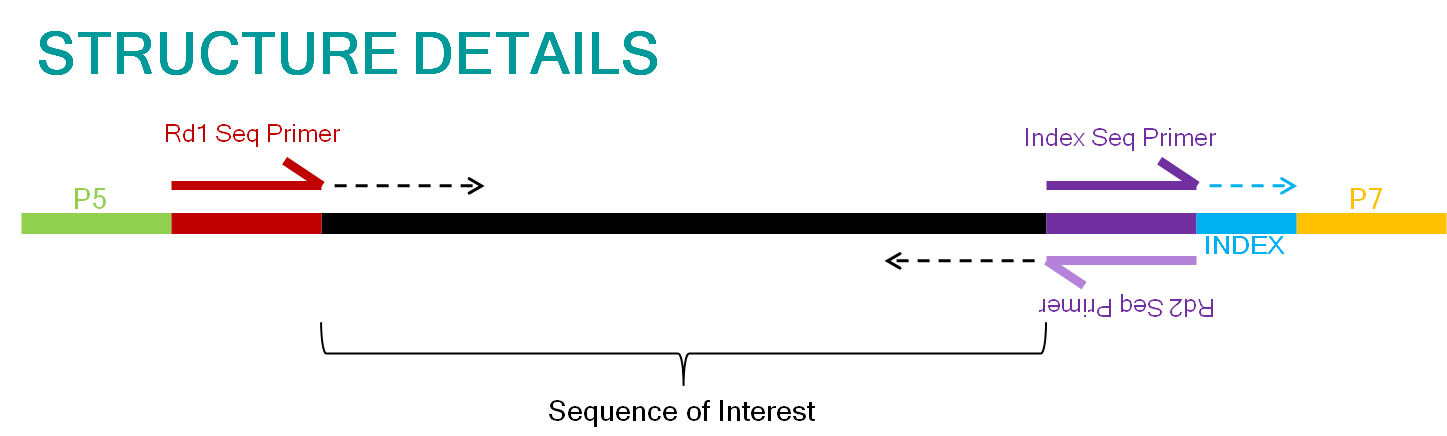 STRUCTURE DETAILS
Rd1 Seq Primer
Index Seq Primer
P5
P7
INDEX
Rd2 Seq Primer
Sequence of Interest